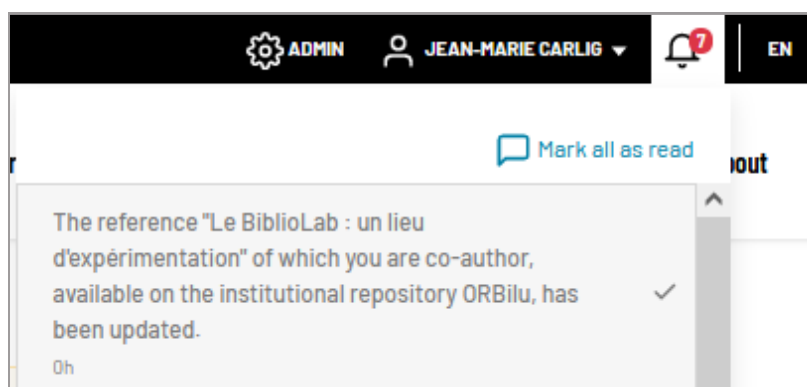 ADMIN JEAN-MARIE CARLIG 7 EN
Mark all as read
r out
The reference "Le BiblioLab : un lieu
d'expérimentation" of which you are co-author,
available on the institutional repository ORBilu, has
been updated.
0h